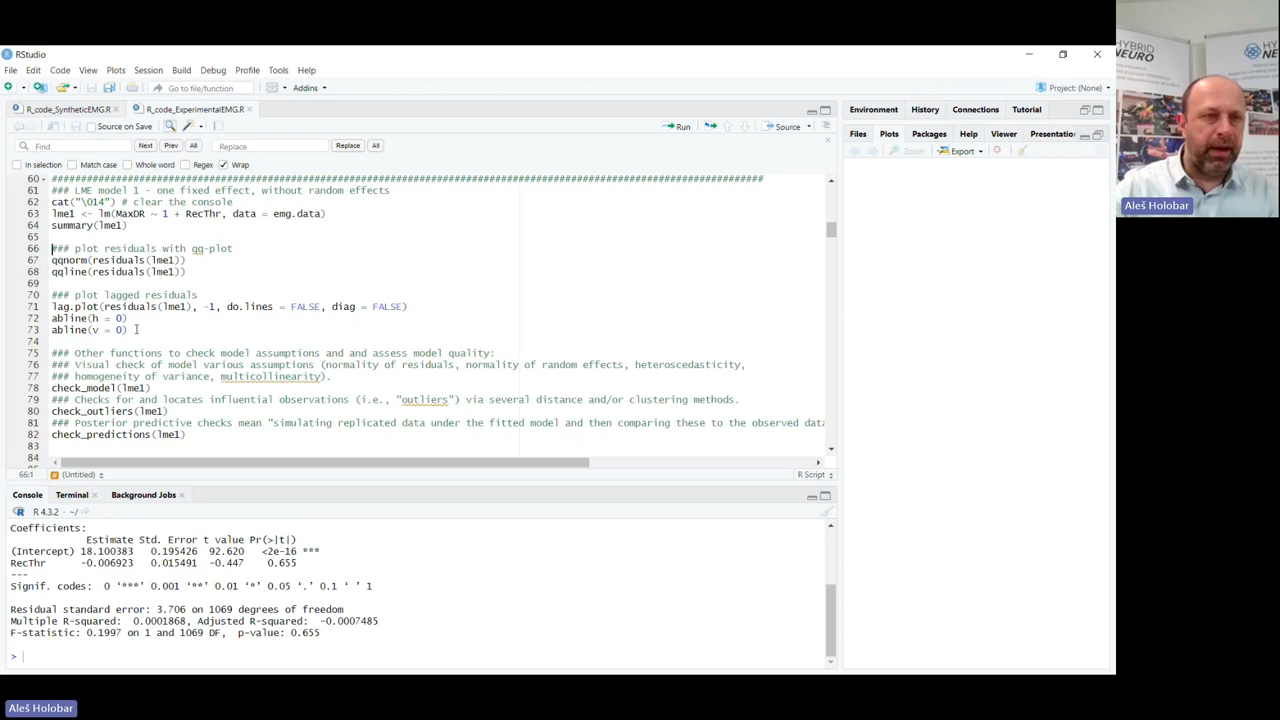 RStudio
File Edit Code View Plots Session Build Debug Profile Tools Help
Go to file/function Addins Project: (None)
R_code_SyntheticEMG.R R_code_ExperimentalEMG.R
Source on Save Run Source
Find Next Prev All Replace Replace All
In selection Match case Whole word Regex Wrap
60 ####################################################################################################################
61 ### LME model 1 - one fixed effect, without random effects
62 cat("\014") # clear the console
63 lme1 <- lm(MaxDR ~ 1 + RecThr, data = emg.data)
64 summary(lme1)
65
66 ### plot residuals with qq-plot
67 qqnorm(residuals(lme1))
68 qqline(residuals(lme1))
69
70 ### plot lagged residuals
71 lag.plot(residuals(lme1), -1, do.lines = FALSE, diag = FALSE)
72 abline(h = 0)
73 abline(v = 0)
74
75 ### Other functions to check model assumptions and and assess model quality:
76 ### Visual check of model various assumptions (normality of residuals, normality of random effects, heteroscedasticity,
77 ### homogeneity of variance, multicollinearity).
78 check_model(lme1)
79 ### Checks for and locates influential observations (i.e., "outliers") via several distance and/or clustering methods.
80 check_outliers(lme1)
81 ### Posterior predictive checks mean "simulating replicated data under the fitted model and then comparing these to the observed data
82 check_predictions(lme1)
83
84
66:1 (Untitled) R Script
Console Terminal Background Jobs
R 4.3.2 · ~/
Coefficients:
Estimate Std. Error t value Pr(>|t|)
(Intercept) 18.100383 0.195426 92.620 <2e-16 ***
RecThr -0.006923 0.015491 -0.447 0.655
---
Signif. codes: 0 ‘***’ 0.001 ‘**’ 0.01 ‘*’ 0.05 ‘.’ 0.1 ‘ ’ 1
Residual standard error: 3.706 on 1069 degrees of freedom
Multiple R-squared: 0.0001868, Adjusted R-squared: -0.0007485
F-statistic: 0.1997 on 1 and 1069 DF, p-value: 0.655
>
Environment History Connections Tutorial
Files Plots Packages Help Viewer Presentation
Zoom Export
HYBRID
NEURO
Aleš Holobar
Aleš Holobar